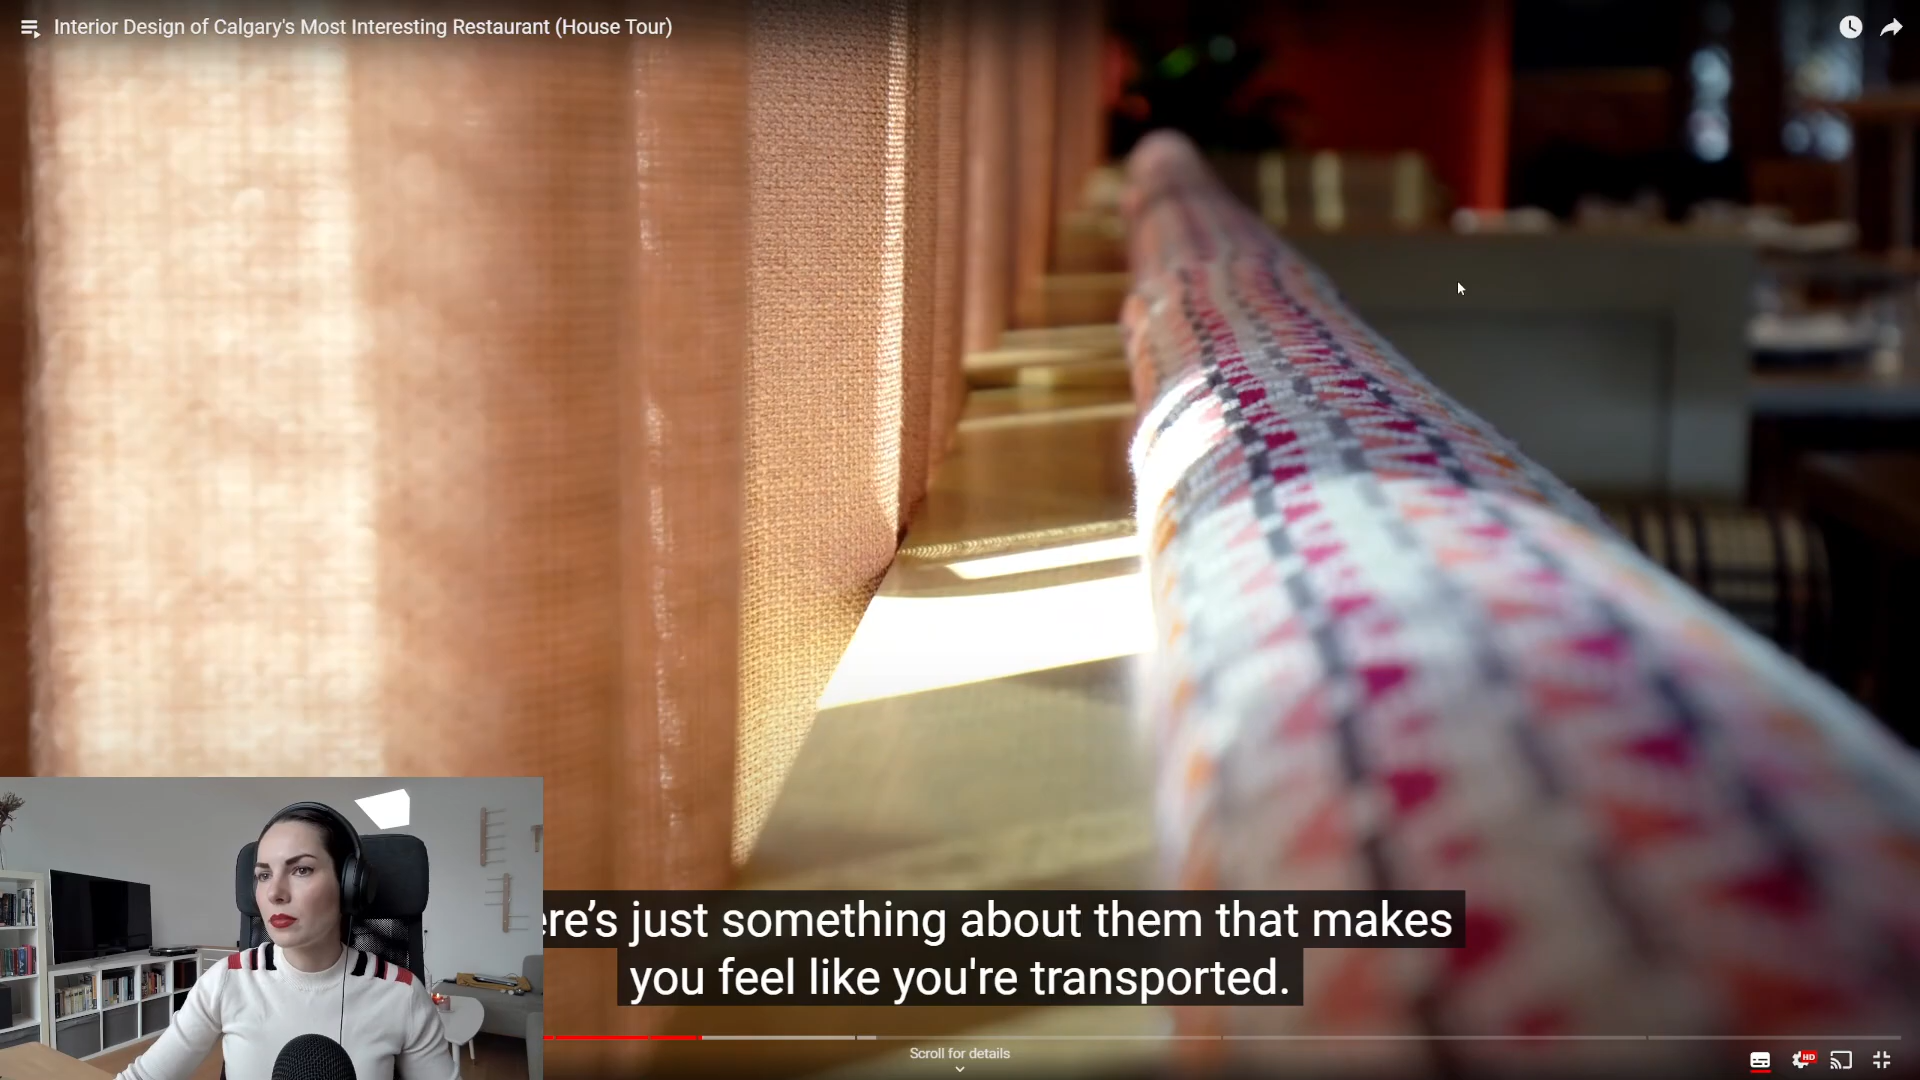 Interior Design of Calgary's Most Interesting Restaurant (House Tour)
ere’s just something about them that makes
you feel like you're transported.
Scroll for details
HD